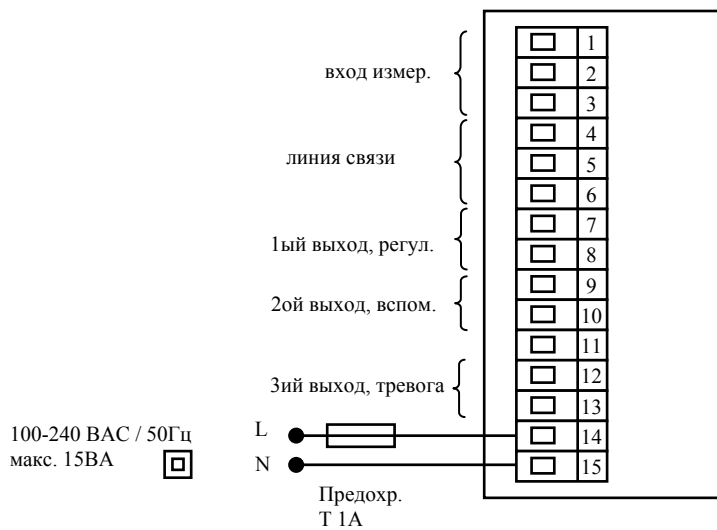 вход измер.
линия связи
1ый выход, регул.
2ой выход, вспом.
3ий выход, тревога
1
2
3
4
5
6
7
8
9
10
11
12
13
14
15
100-240 ВАС / 50Гц
макс. 15ВА
L
N
Предохр.
Т 1А